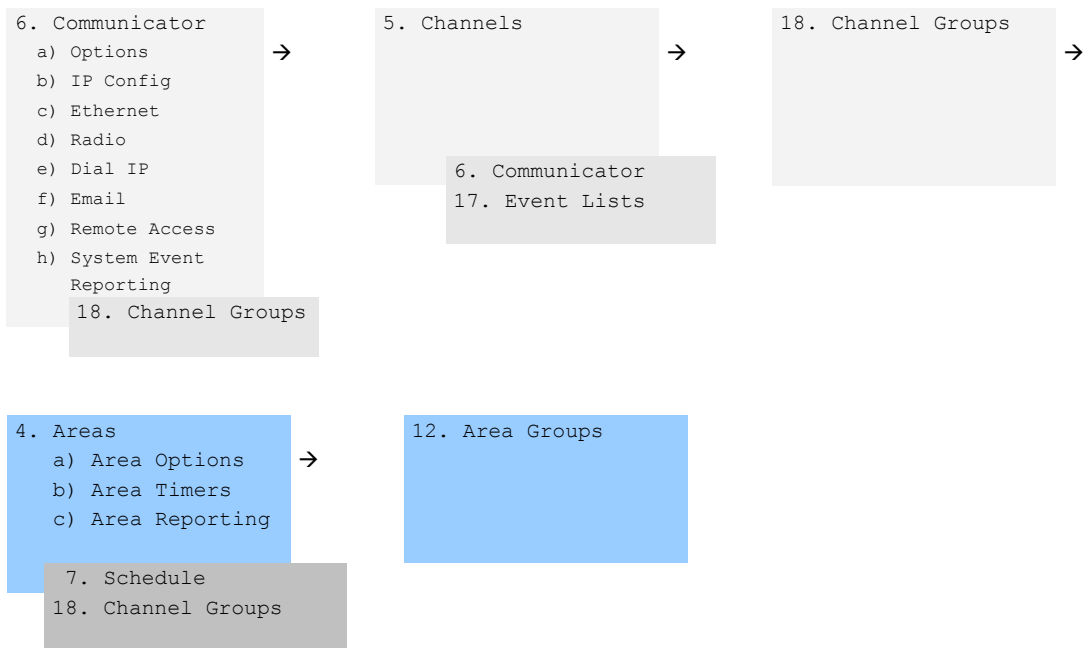 6. Communicator
a) Options →
b) IP Config
c) Ethernet
d) Radio
e) Dial IP
f) Email
g) Remote Access
h) System Event
Reporting
18. Channel Groups
5. Channels
→
6. Communicator
17. Event Lists
18. Channel Groups
→
4. Areas
a) Area Options →
b) Area Timers
c) Area Reporting
7. Schedule
18. Channel Groups
12. Area Groups